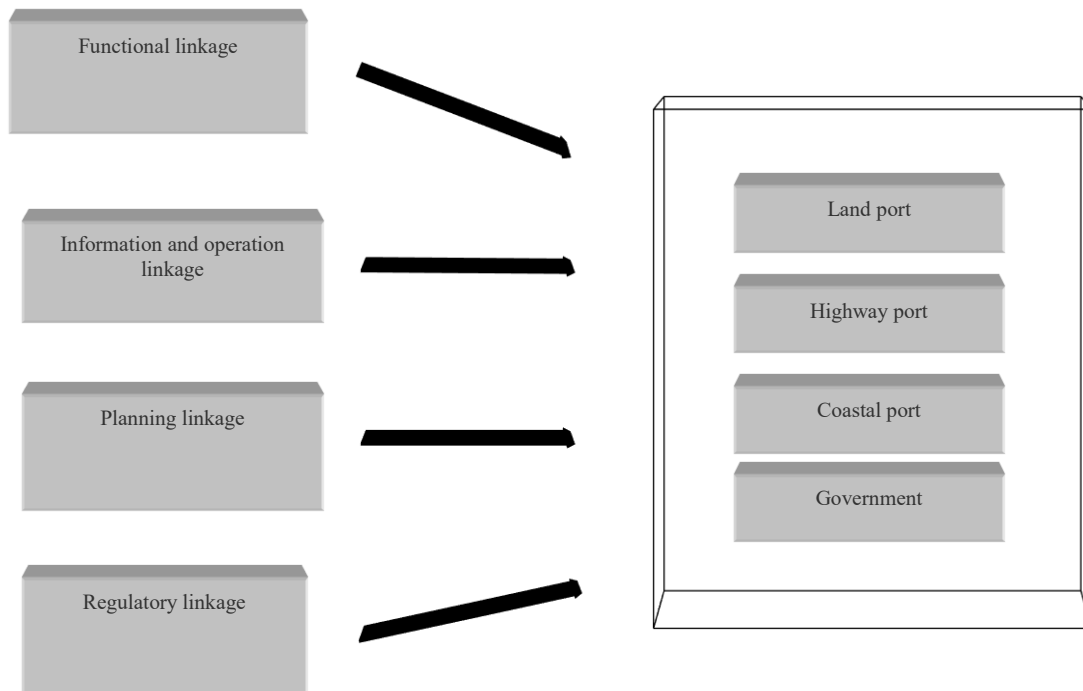 Functional linkage
Information and operation
linkage
Planning linkage
Regulatory linkage
Land port
Highway port
Coastal port
Government